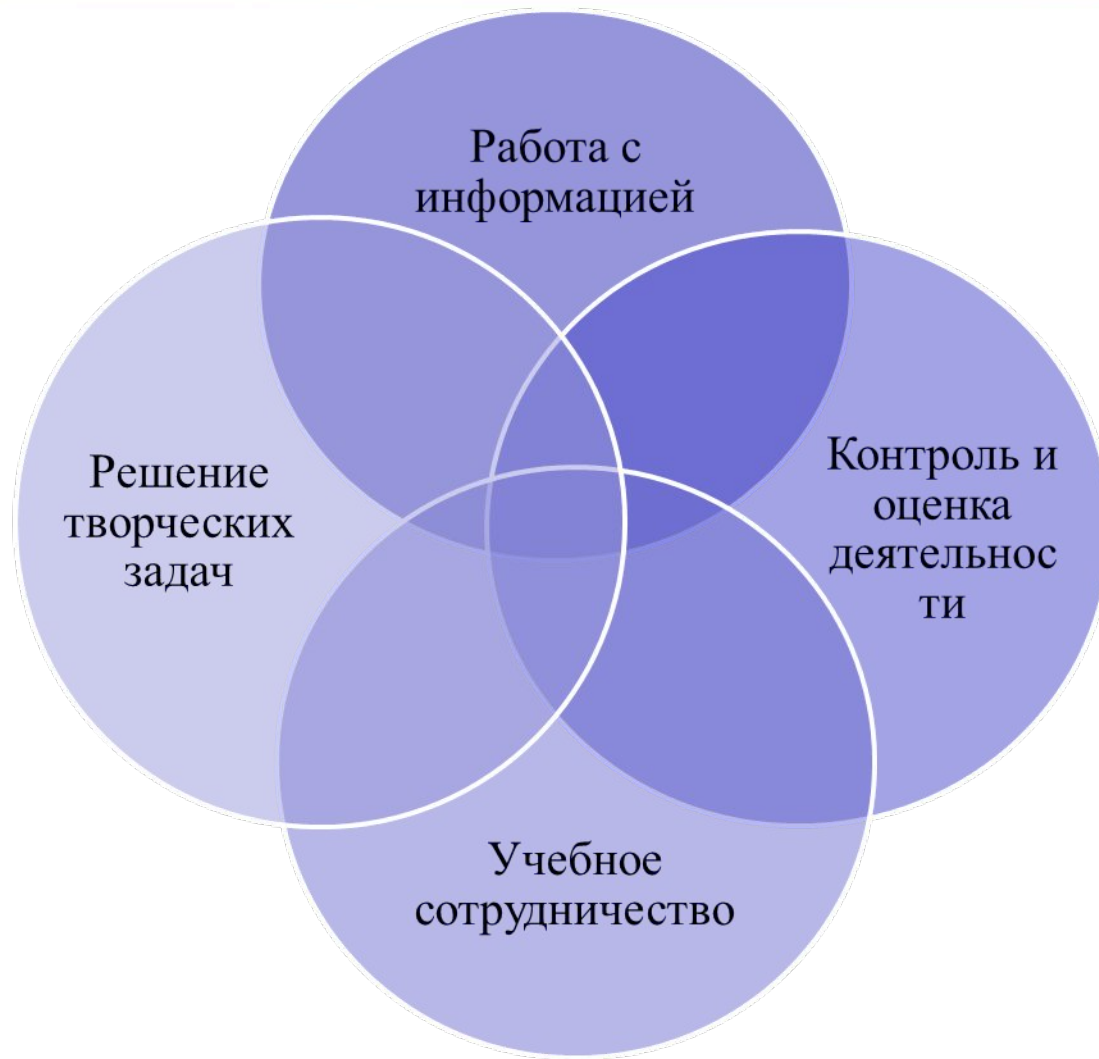 Работа с
информацией
Решение
творческих
задач
Контроль и
оценка
деятельнос
ти
Учебное
сотрудничество